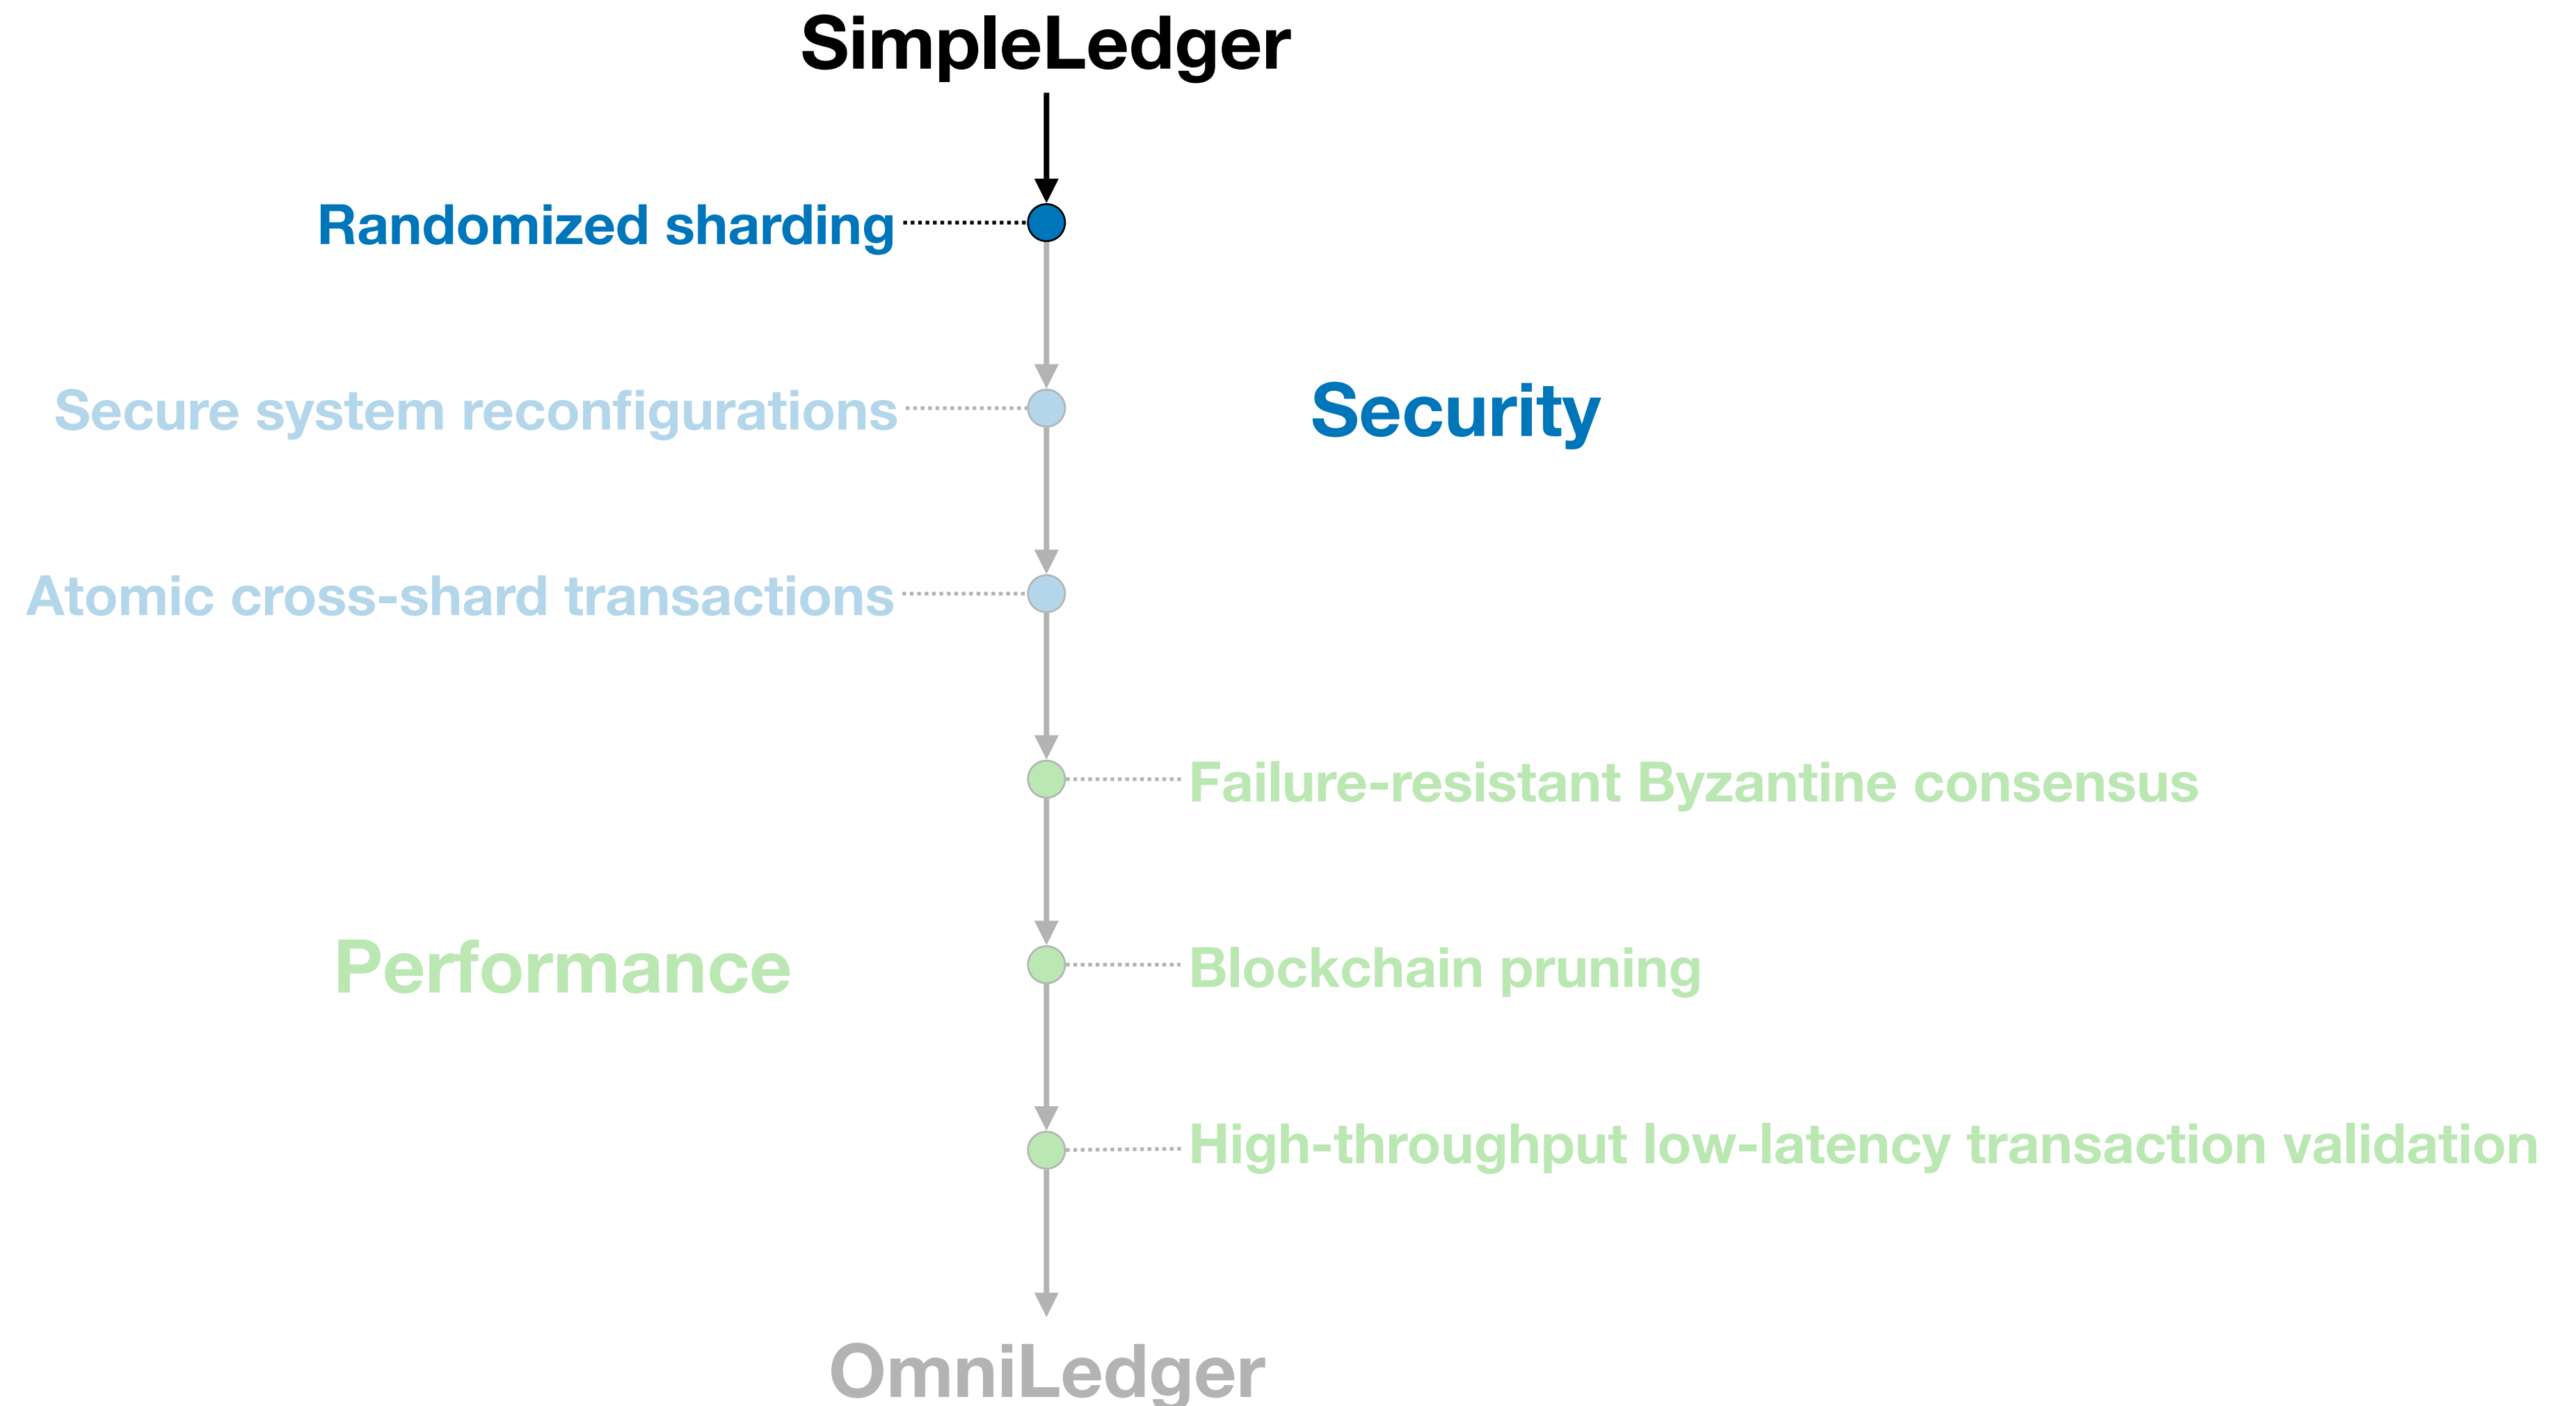 SimpleLedger
Randomized sharding
Secure system reconfigurations
Security
Atomic cross-shard transactions
Failure-resistant Byzantine consensus
Performance
Blockchain pruning
High-throughput low-latency transaction validation
OmniLedger